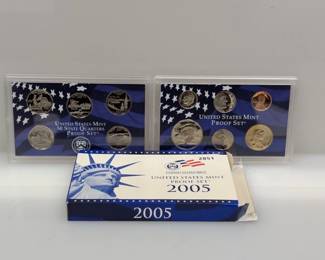 UNITED STATES MINT
50 STATE QUARTERS
PROOF SET
UNITED STATES MINT
PROOF SET
UNITED STATES MINT
PROOF SET
2005
2005